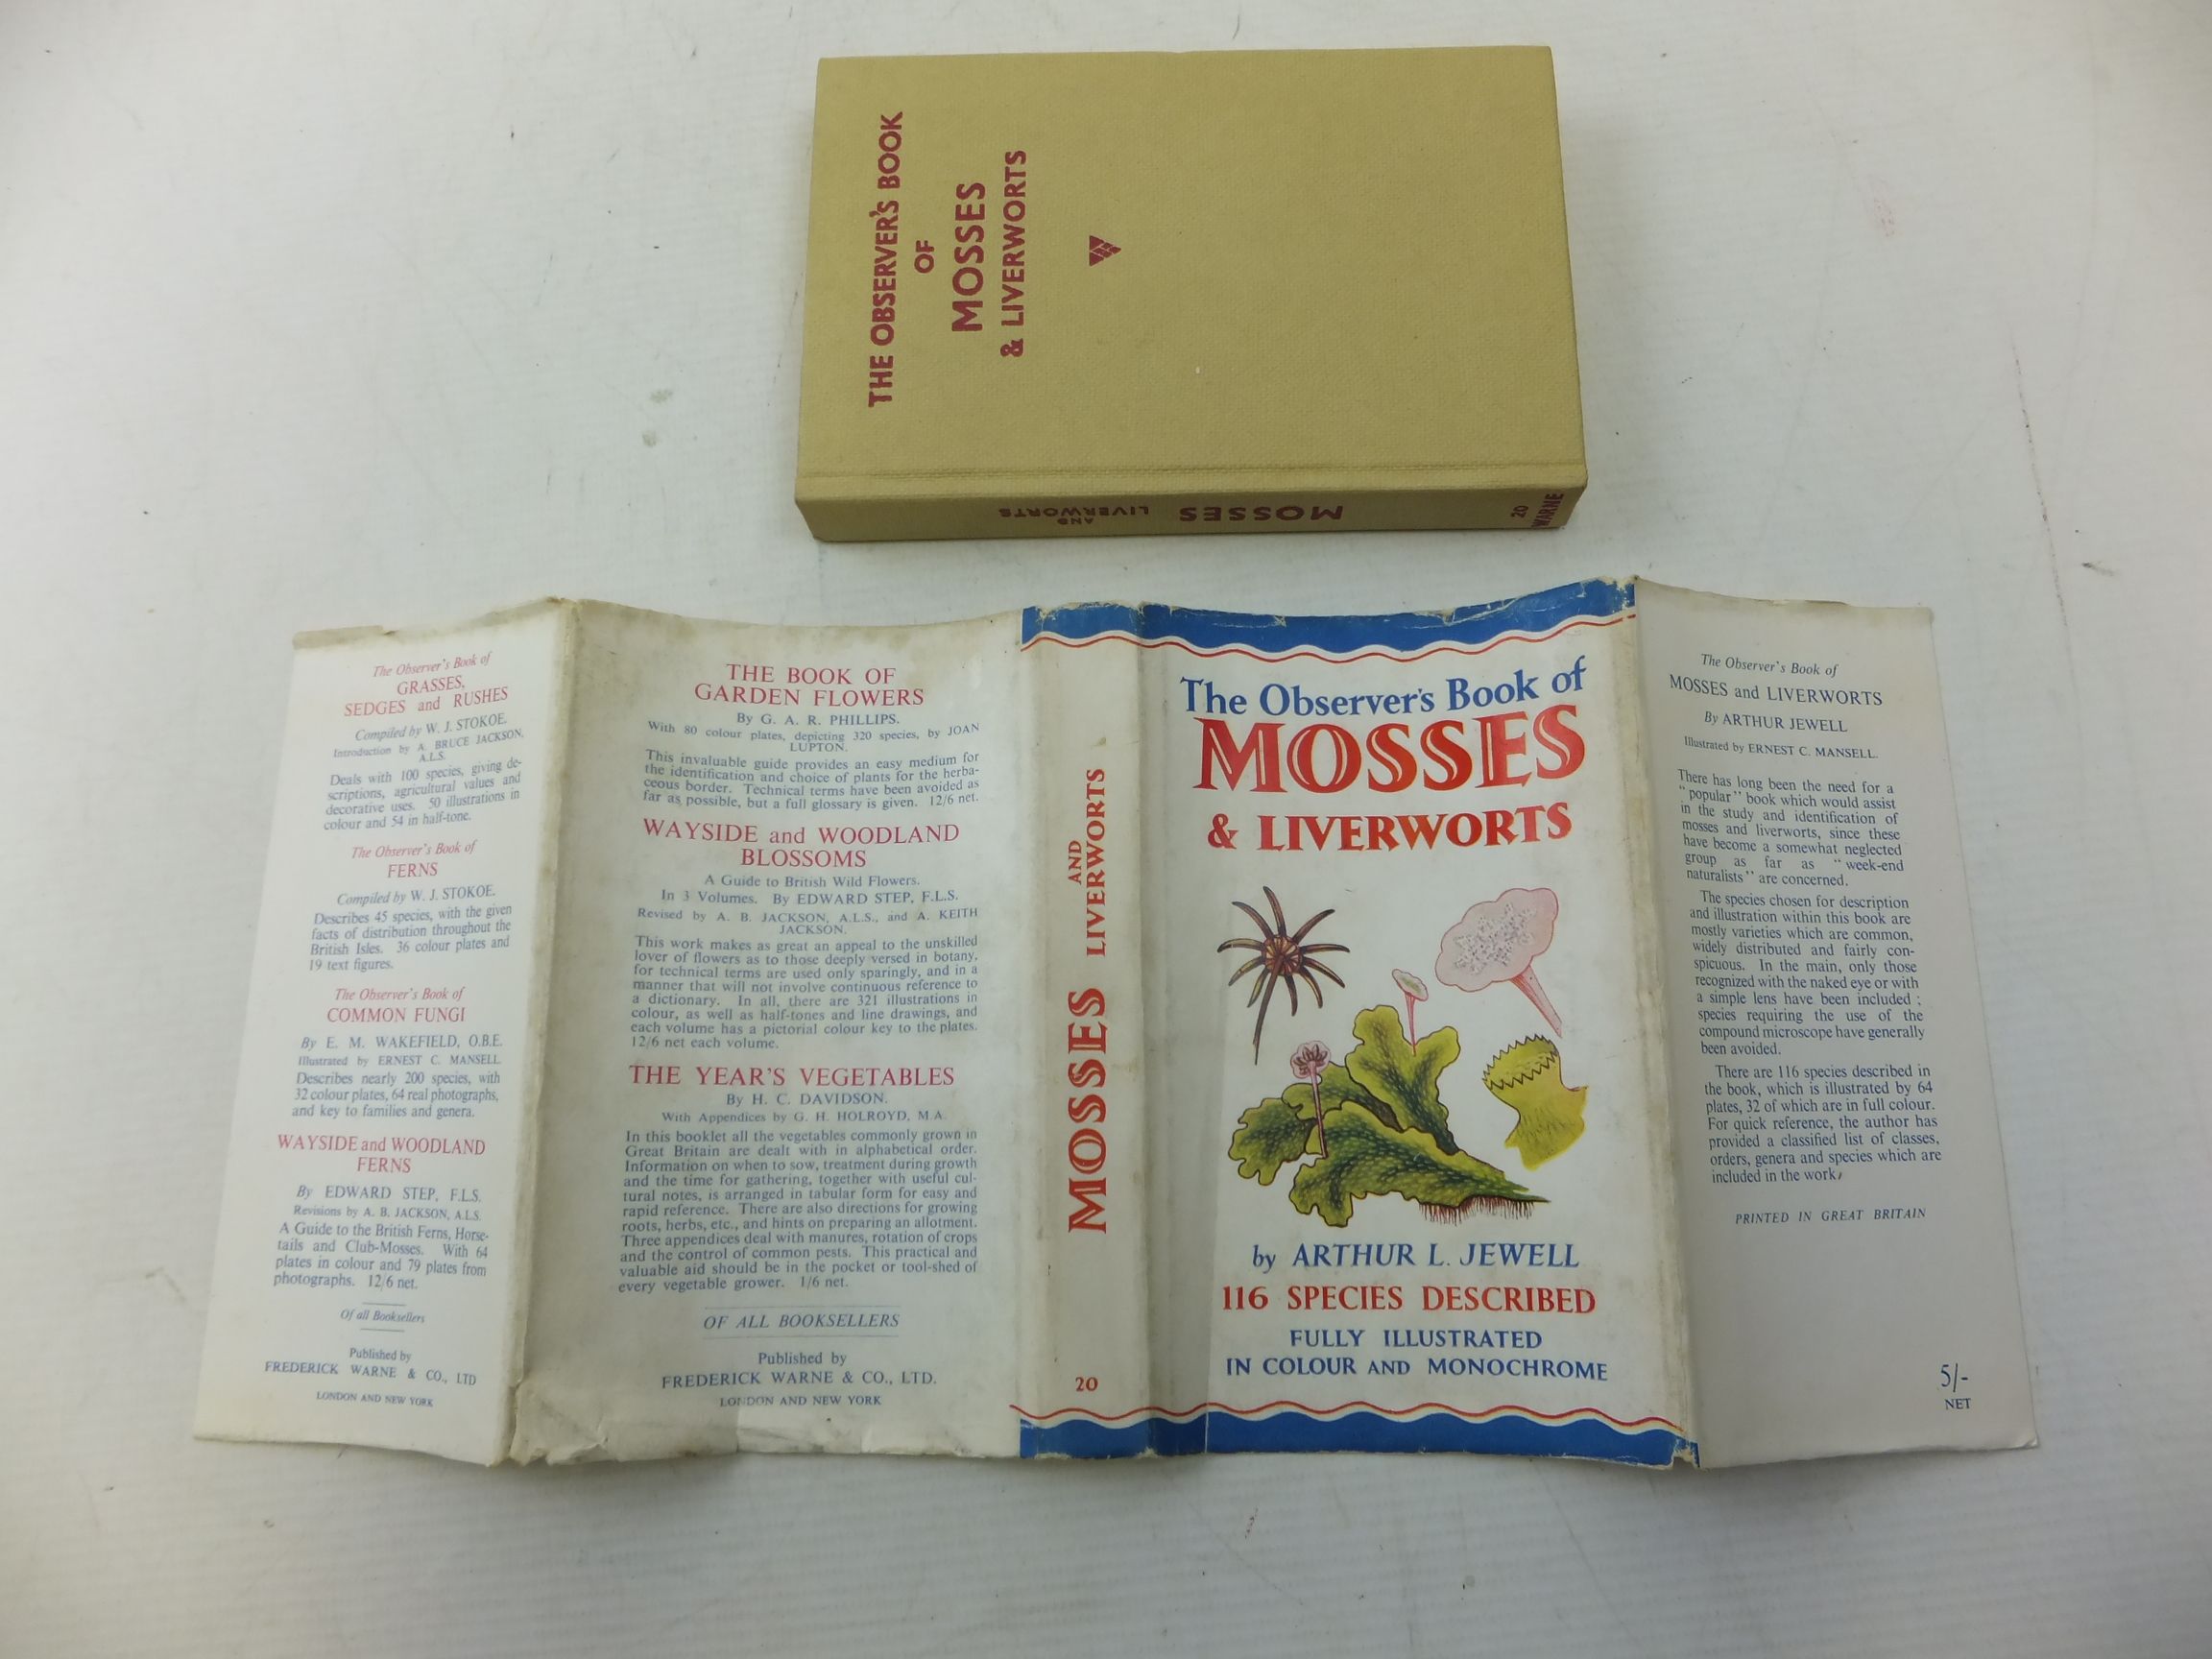 THE OBSERVER'S BOOK
OF
MOSSES
& LIVERWORTS
MOSSES
AND
LIVERWORTS
20
WARNE
The Observer's Book of
GRASSES,
SEDGES and RUSHES
Compiled by W. J. STOKOE.
Introduction by A. BRUCE JACKSON,
A.L.S.
Deals with 100 species, giving de-
scriptions, agricultural values and
decorative uses. 50 illustrations in
colour and 54 in half-tone.
The Observer's Book of
FERNS
Compiled by W. J. STOKOE.
Describes 45 species, with the given
facts of distribution throughout the
British Isles. 36 colour plates and
19 text figures.
The Observer's Book of
COMMON FUNGI
By E. M. WAKEFIELD, O.B.E.
Illustrated by ERNEST C. MANSELL
Describes nearly 200 species, with
32 colour plates, 64 real photographs,
and key to families and genera.
WAYSIDE and WOODLAND
FERNS
By EDWARD STEP, F.L.S.
Revisions by A. B. JACKSON, A.L.S.
A Guide to the British Ferns, Horse-
tails and Club-Mosses. With 64
plates in colour and 79 plates from
photographs. 12/6 net.
Of all Booksellers
Published by
FREDERICK WARNE & CO., LTD
LONDON AND NEW YORK
THE BOOK OF
GARDEN FLOWERS
By G. A. R. PHILLIPS.
With 80 colour plates, depicting 320 species, by JOAN
LUPTON.
This invaluable guide provides an easy medium for
the identification and choice of plants for the herba-
ceous border. Technical terms have been avoided as
far as possible, but a full glossary is given. 12/6 net.
WAYSIDE and WOODLAND
BLOSSOMS
A Guide to British Wild Flowers.
In 3 Volumes. By EDWARD STEP, F.L.S.
Revised by A. B. JACKSON, A.L.S., and A. KEITH
JACKSON.
This work makes as great an appeal to the unskilled
lover of flowers as to those deeply versed in botany,
for technical terms are used only sparingly, and in a
manner that will not involve continuous reference to
a dictionary. In all, there are 321 illustrations in
colour, as well as half-tones and line drawings, and
each volume has a pictorial colour key to the plates.
12/6 net each volume.
THE YEAR'S VEGETABLES
By H. C. DAVIDSON.
With Appendices by G. H. HOLROYD, M.A.
In this booklet all the vegetables commonly grown in
Great Britain are dealt with in alphabetical order.
Information on when to sow, treatment during growth
and the time for gathering, together with useful cul-
tural notes, is arranged in tabular form for easy and
rapid reference. There are also directions for growing
roots, herbs, etc., and hints on preparing an allotment.
Three appendices deal with manures, rotation of crops
and the control of common pests. This practical and
valuable aid should be in the pocket or tool-shed of
every vegetable grower. 1/6 net.
OF ALL BOOKSELLERS
Published by
FREDERICK WARNE & CO., LTD.
LONDON AND NEW YORK
MOSSES
AND
LIVERWORTS
20
The Observer's Book of
MOSSES
& LIVERWORTS
by ARTHUR L. JEWELL
116 SPECIES DESCRIBED
FULLY ILLUSTRATED
IN COLOUR AND MONOCHROME
The Observer's Book of
MOSSES and LIVERWORTS
By ARTHUR JEWELL
Illustrated by ERNEST C. MANSELL.
There has long been the need for a
"popular" book which would assist
in the study and identification of
mosses and liverworts, since these
have become a somewhat neglected
group as far as "week-end
naturalists" are concerned.
The species chosen for description
and illustration within this book are
mostly varieties which are common,
widely distributed and fairly con-
spicuous. In the main, only those
recognized with the naked eye or with
a simple lens have been included ;
species requiring the use of the
compound microscope have generally
been avoided.
There are 116 species described in
the book, which is illustrated by 64
plates, 32 of which are in full colour.
For quick reference, the author has
provided a classified list of classes,
orders, genera and species which are
included in the work.
PRINTED IN GREAT BRITAIN
5/-
NET